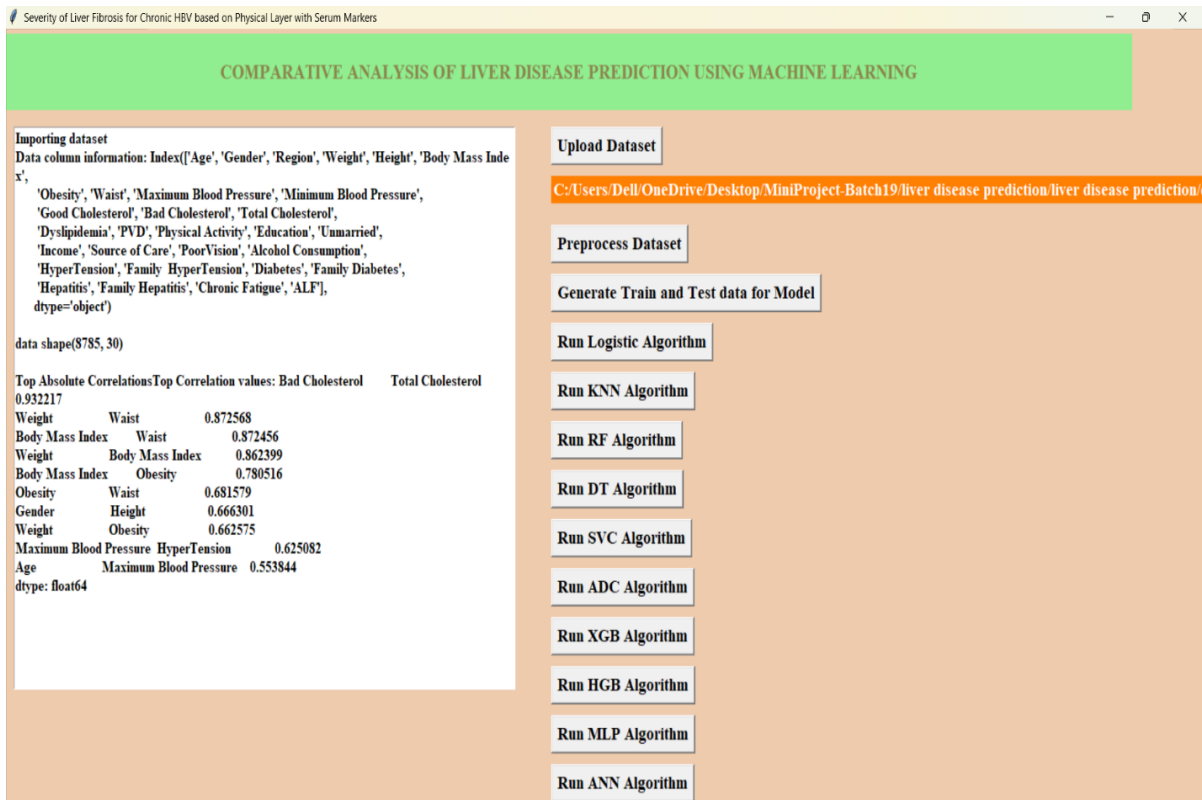 Severity of Liver Fibrosis for Chronic HBV based on Physical Layer with Serum Markers
COMPARATIVE ANALYSIS OF LIVER DISEASE PREDICTION USING MACHINE LEARNING
Importing dataset
Data column information: Index(['Age', 'Gender', 'Region', 'Weight', 'Height', 'Body Mass Inde
x',
'Obesity', 'Waist', 'Maximum Blood Pressure', 'Minimum Blood Pressure',
'Good Cholesterol', 'Bad Cholesterol', 'Total Cholesterol',
'Dyslipidemia', 'PVD', 'Physical Activity', 'Education', 'Unmarried',
'Income', 'Source of Care', 'PoorVision', 'Alcohol Consumption',
'HyperTension', 'Family  HyperTension', 'Diabetes', 'Family Diabetes',
'Hepatitis', 'Family Hepatitis', 'Chronic Fatigue', 'ALF'],
dtype='object')
data shape(8785, 30)
Top Absolute CorrelationsTop Correlation values: Bad Cholesterol Total Cholesterol
0.932217
Weight Waist 0.872568
Body Mass Index Waist 0.872456
Weight Body Mass Index 0.862399
Body Mass Index Obesity 0.780516
Obesity Waist 0.681579
Gender Height 0.666301
Weight Obesity 0.662575
Maximum Blood Pressure HyperTension 0.625082
Age Maximum Blood Pressure 0.553844
dtype: float64
Upload Dataset
C:/Users/Dell/OneDrive/Desktop/MiniProject-Batch19/liver disease prediction/liver disease prediction/
Preprocess Dataset
Generate Train and Test data for Model
Run Logistic Algorithm
Run KNN Algorithm
Run RF Algorithm
Run DT Algorithm
Run SVC Algorithm
Run ADC Algorithm
Run XGB Algorithm
Run HGB Algorithm
Run MLP Algorithm
Run ANN Algorithm